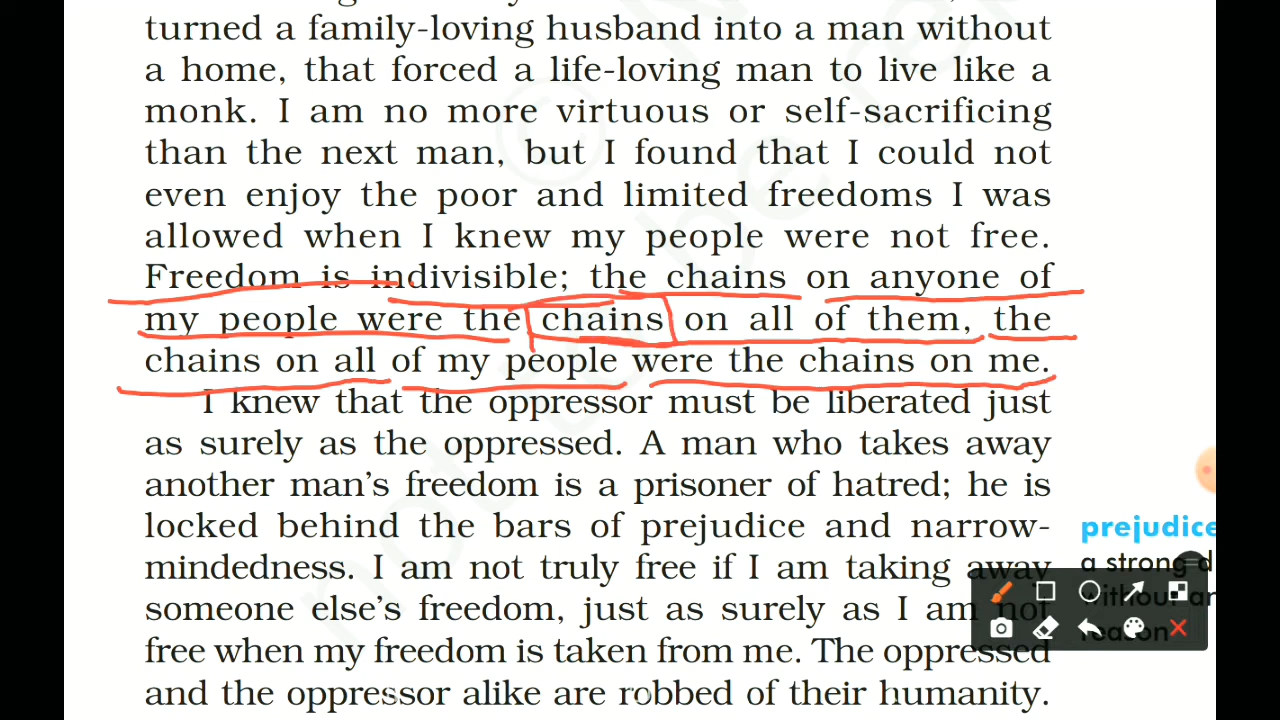 turned a family-loving husband into a man without
a home, that forced a life-loving man to live like a
monk. I am no more virtuous or self-sacrificing
than the next man, but I found that I could not
even enjoy the poor and limited freedoms I was
allowed when I knew my people were not free.
Freedom is indivisible; the chains on anyone of
my people were the chains on all of them, the
chains on all of my people were the chains on me.
I knew that the oppressor must be liberated just
as surely as the oppressed. A man who takes away
another man's freedom is a prisoner of hatred; he is
locked behind the bars of prejudice and narrow-
mindedness. I am not truly free if I am taking away
someone else's freedom, just as surely as I am not
free when my freedom is taken from me. The oppressed
and the oppressor alike are robbed of their humanity.
prejudice
a strong d
without an
reason